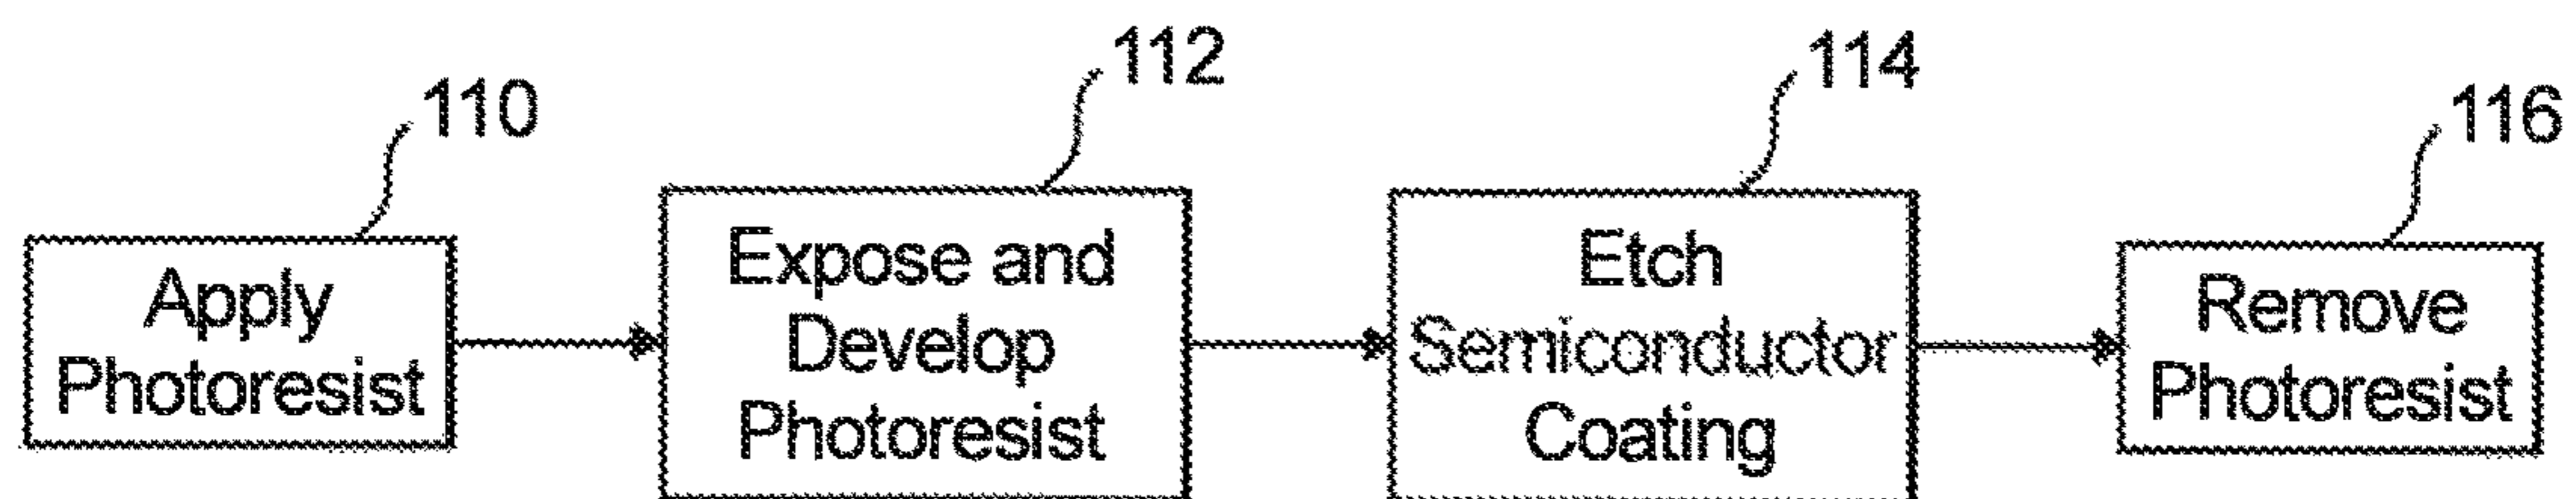 110
Apply
Photoresist
112
Expose and
Develop
Photoresist
114
Etch
Semiconductor
Coating
116
Remove
Photoresist